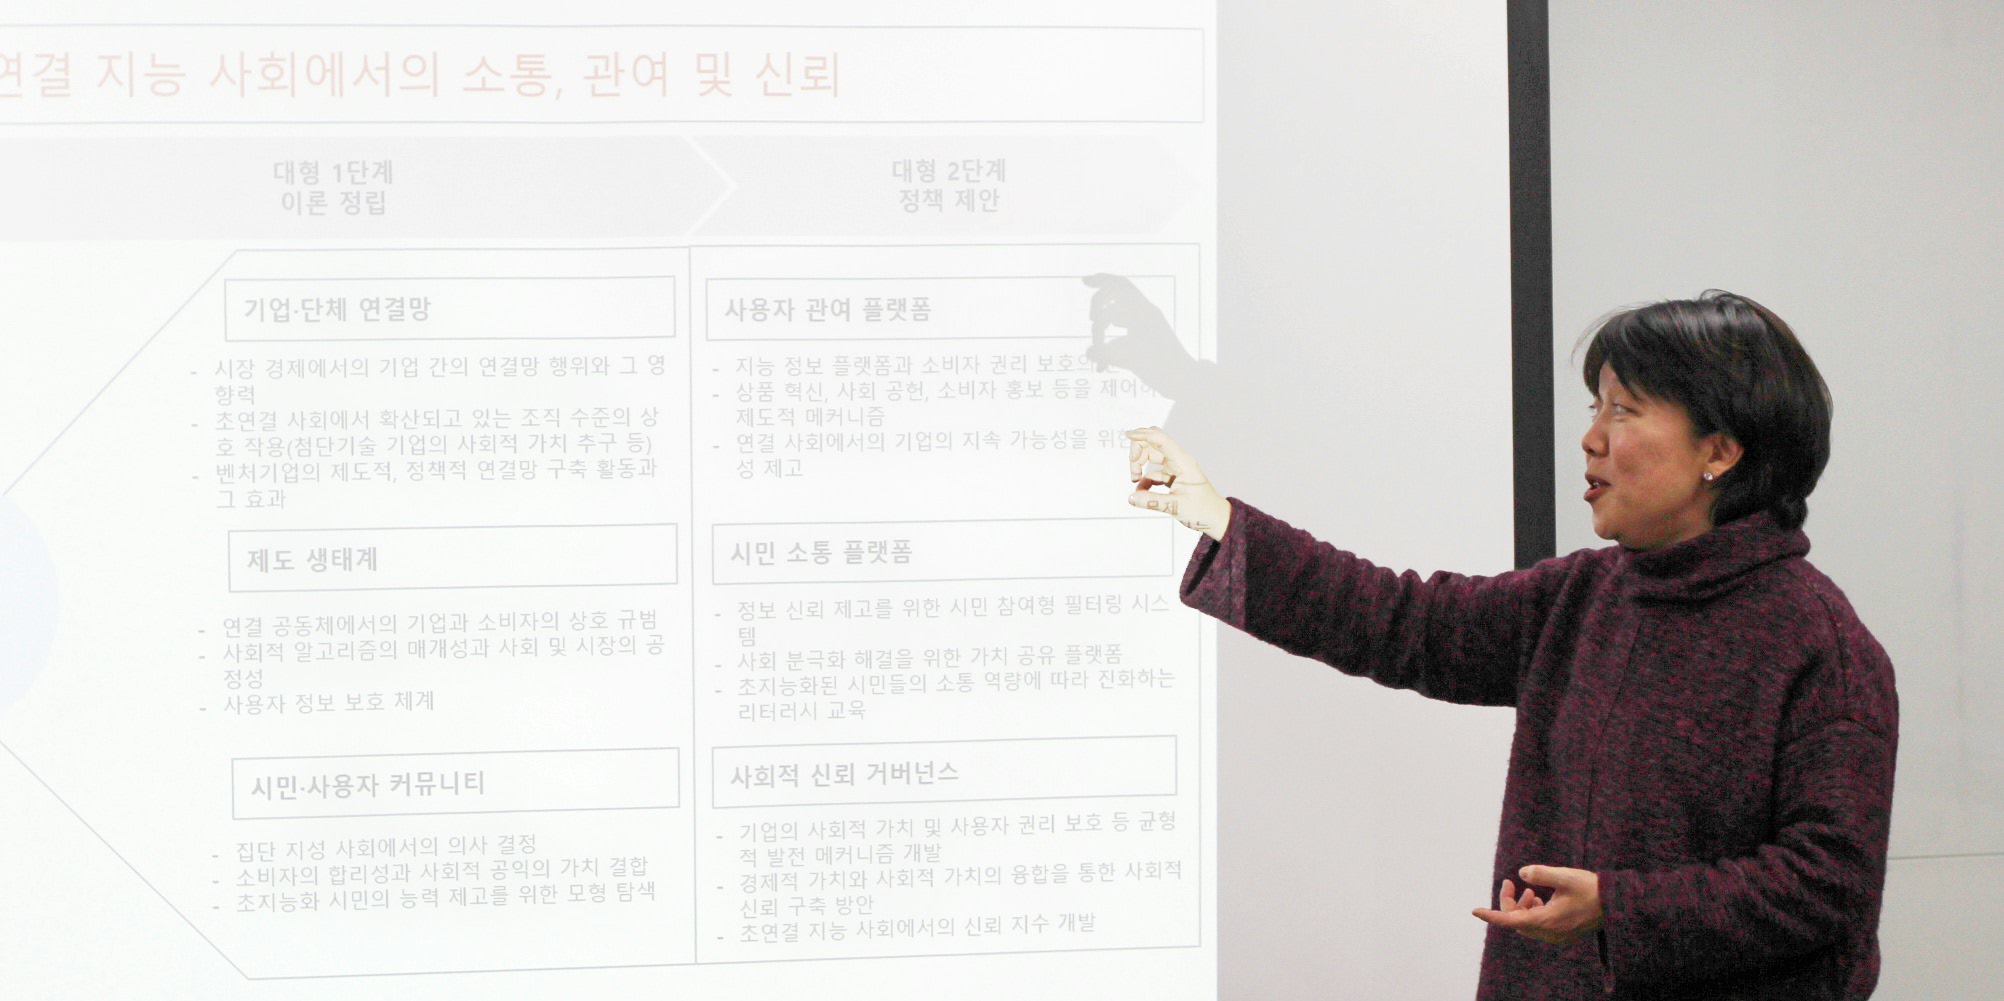 연결 지능 사회에서의 소통, 관여 및 신뢰
대형 1단계
이론 정립
대형 2단계
정책 제안
기업·단체 연결망
- 시장 경제에서의 기업 간의 연결망 행위와 그 영
향력
- 초연결 사회에서 확산되고 있는 조직 수준의 상
호 작용(첨단기술 기업의 사회적 가치 추구 등)
- 벤처기업의 제도적, 정책적 연결망 구축 활동과
그 효과
제도 생태계
- 연결 공동체에서의 기업과 소비자의 상호 규범
- 사회적 알고리즘의 매개성과 사회 및 시장의 공
정성
- 사용자 정보 보호 체계
시민·사용자 커뮤니티
- 집단 지성 사회에서의 의사 결정
- 소비자의 합리성과 사회적 공익의 가치 결합
- 초지능화 시민의 능력 제고를 위한 모형 탐색
사용자 관여 플랫폼
- 지능 정보 플랫폼과 소비자 권리 보호의
- 상품 혁신, 사회 공헌, 소비자 홍보 등을
제도적 메커니즘
- 연결 사회에서의 기업의 지속 가능성을 위한
성 제고
시민 소통 플랫폼
- 정보 신뢰 제고를 위한 시민 참여형 필터링 시스
템
- 사회 분극화 해결을 위한 가치 공유 플랫폼
- 초지능화된 시민들의 소통 역량에 따라 진화하는
리터러시 교육
사회적 신뢰 거버넌스
- 기업의 사회적 가치 및 사용자 권리 보호 등 균형
적 발전 메커니즘 개발
- 경제적 가치와 사회적 가치의 융합을 통한 사회적
신뢰 구축 방안
- 초연결 지능 사회에서의 신뢰 지수 개발